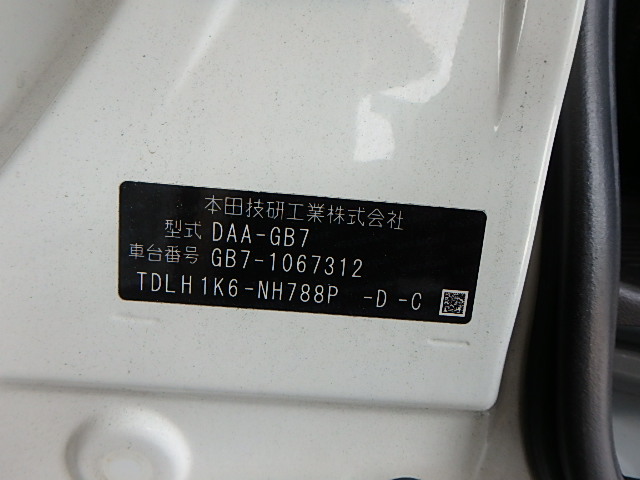 本田技研工業株式会社
型式 DAA-GB7
車台番号 GB7-1067312
TDLH1K6-NH788P -D-C